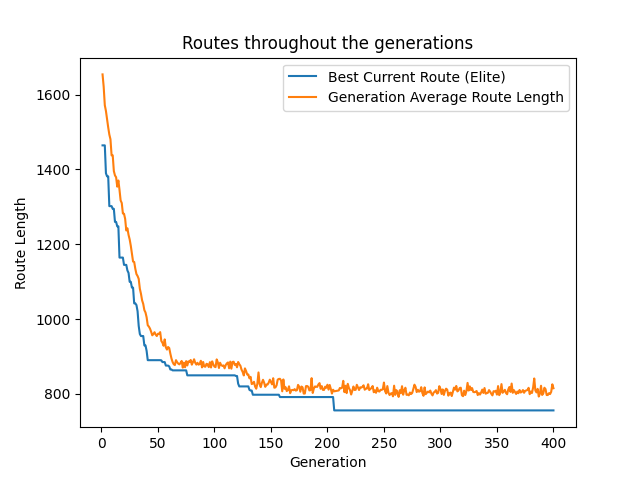 Routes throughout the generations
Best Current Route (Elite)
Generation Average Route Length
Route Length
1600
1400
1200
1000
800
0 50 100 150 200 250 300 350 400
Generation